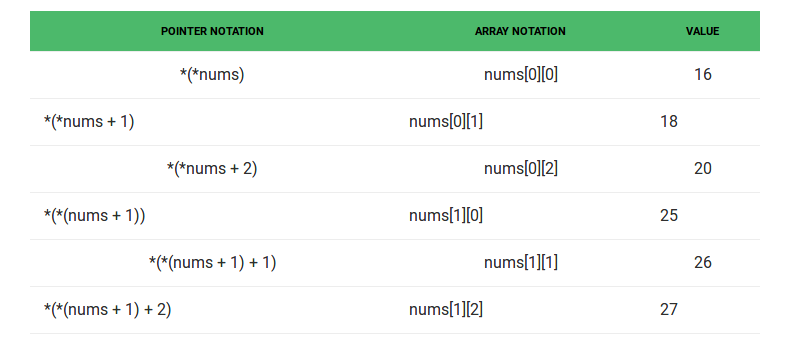 POINTER NOTATION ARRAY NOTATION VALUE
*(*nums) nums[0][0] 16
*(*nums + 1) nums[0][1] 18
*(*nums + 2) nums[0][2] 20
*(*(nums + 1)) nums[1][0] 25
*(*(nums + 1) + 1) nums[1][1] 26
*(*(nums + 1) + 2) nums[1][2] 27